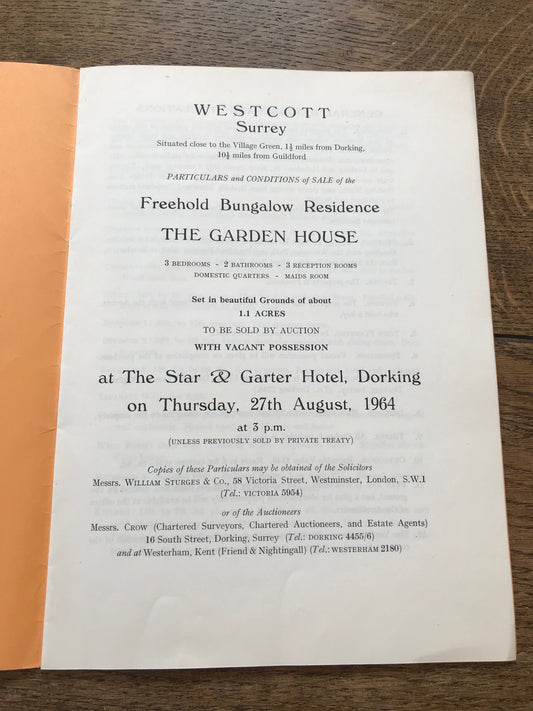 WESTCOTT
Surrey
Situated close to the Village Green, 1½ miles from Dorking,
10½ miles from Guildford
PARTICULARS and CONDITIONS of SALE of the
Freehold Bungalow Residence
THE GARDEN HOUSE
3 BEDROOMS - 2 BATHROOMS - 3 RECEPTION ROOMS
DOMESTIC QUARTERS - MAIDS ROOM
Set in beautiful Grounds of about
1.1 ACRES
TO BE SOLD BY AUCTION
WITH VACANT POSSESSION
at The Star & Garter Hotel, Dorking
on Thursday, 27th August, 1964
at 3 p.m.
(UNLESS PREVIOUSLY SOLD BY PRIVATE TREATY)
Copies of these Particulars may be obtained of the Solicitors
Messrs. WILLIAM STURGES & CO., 58 Victoria Street, Westminster, London, S.W.1
(Tel.: VICTORIA 5954)
or of the Auctioneers
Messrs. CROW (Chartered Surveyors, Chartered Auctioneers, and Estate Agents)
16 South Street, Dorking, Surrey (Tel.: DORKING 4455/6)
and at Westerham, Kent (Friend & Nightingall) (Tel.: WESTERHAM 2180)